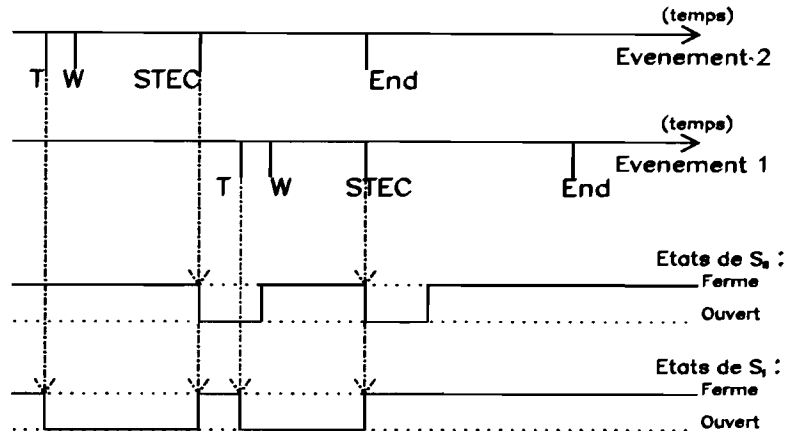 (temps)
Evenement 2
T W STEC End
(temps)
Evenement 1
T W STEC End
Etats de Sₐ :
Ferme
Ouvert
Etats de S₁ :
Ferme
Ouvert